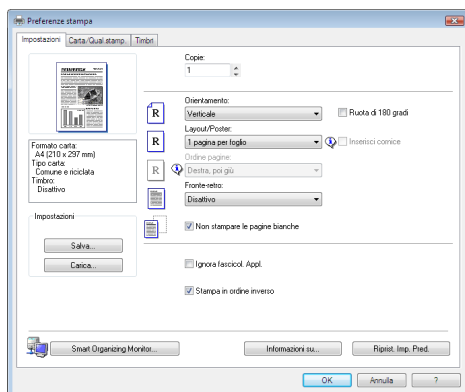 Preferenze stampa
Impostazioni
Carta/Qual.stamp.
Timbri
Copie:
1
Orientamento:
R
Verticale
Ruota di 180 gradi
Layout/Poster:
R
1 pagina per foglio
Inserisci cornice
Formato carta:
A4 (210 x 297 mm)
Tipo carta:
Comune e riciclata
Timbro:
Disattivo
Ordine pagine:
R
Destra, poi giù
Fronte-retro:
Disattivo
Impostazioni
Non stampare le pagine bianche
Salva...
Carica...
Ignora fascicol. Appl.
Stampa in ordine inverso
Smart Organizing Monitor...
Informazioni su...
Riprist. Imp. Pred.
OK
Annulla
?